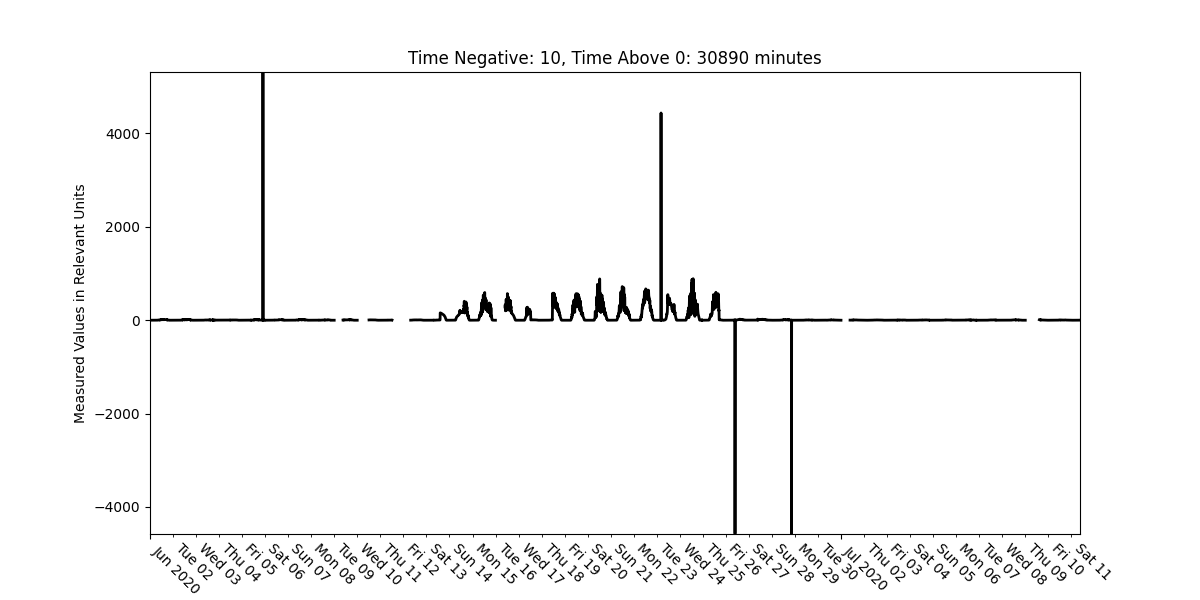 Time Negative: 10, Time Above 0: 30890 minutes
Measured Values in Relevant Units
4000
2000
0
−2000
−4000
Jun 2020
Tue 02
Wed 03
Thu 04
Fri 05
Sat 06
Sun 07
Mon 08
Tue 09
Wed 10
Thu 11
Fri 12
Sat 13
Sun 14
Mon 15
Tue 16
Wed 17
Thu 18
Fri 19
Sat 20
Sun 21
Mon 22
Tue 23
Wed 24
Thu 25
Fri 26
Sat 27
Sun 28
Mon 29
Tue 30
Jul 2020
Thu 02
Fri 03
Sat 04
Sun 05
Mon 06
Tue 07
Wed 08
Thu 09
Fri 10
Sat 11